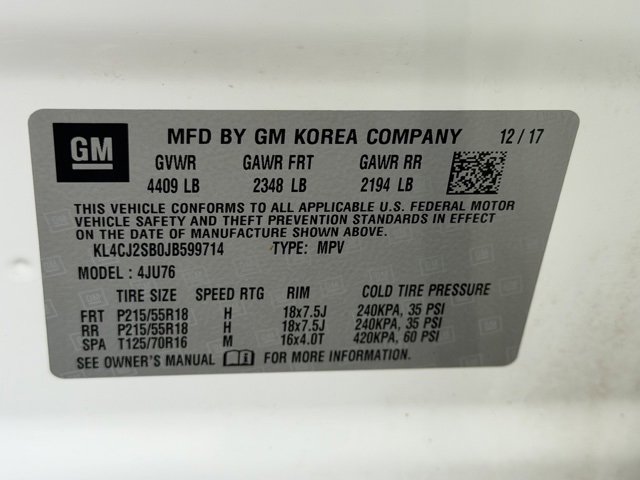 GM MFD BY GM KOREA COMPANY 12/17
GVWR GAWR FRT GAWR RR
4409 LB 2348 LB 2194 LB
THIS VEHICLE CONFORMS TO ALL APPLICABLE U.S. FEDERAL MOTOR
VEHICLE SAFETY AND THEFT PREVENTION STANDARDS IN EFFECT
ON THE DATE OF MANUFACTURE SHOWN ABOVE.
KL4CJ2SB0JB599714 TYPE: MPV
MODEL : 4JU76
TIRE SIZE SPEED RTG RIM COLD TIRE PRESSURE
FRT P215/55R18 H 18x7.5J 240KPA, 35 PSI
RR P215/55R18 H 18x7.5J 240KPA, 35 PSI
SPA T125/70R16 M 16x4.0T 420KPA, 60 PSI
SEE OWNER'S MANUAL FOR MORE INFORMATION.